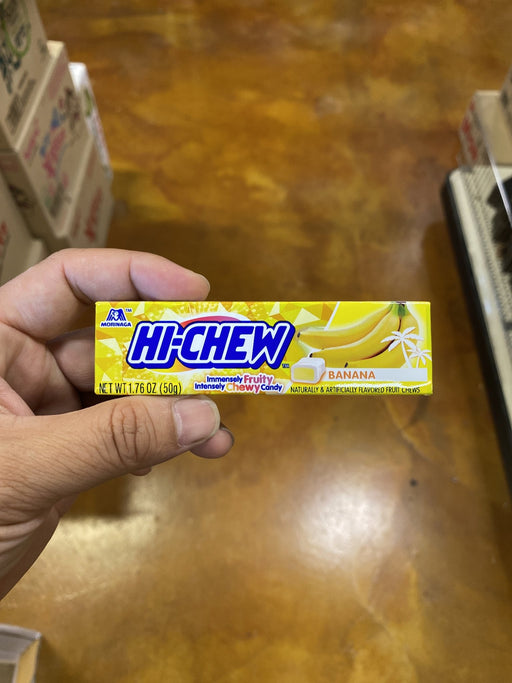 MORINAGA
TM
HI-CHEW
Immensely Fruity
Intensely Chewy Candy
BANANA
NET WT 1.76 OZ (50g)
NATURALLY & ARTIFICIALLY FLAVORED FRUIT CHEWS